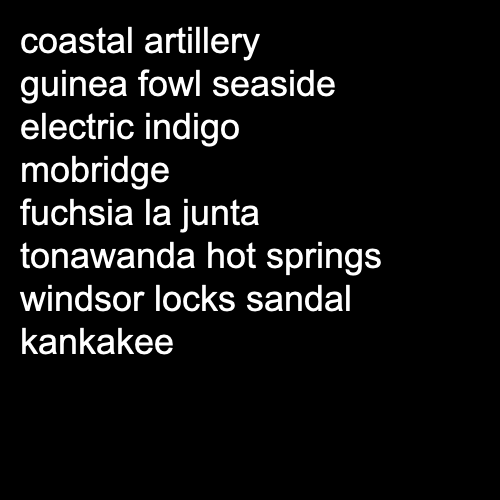 coastal artillery
guinea fowl seaside
electric indigo
mobridge
fuchsia la junta
tonawanda hot springs
windsor locks sandal
kankakee